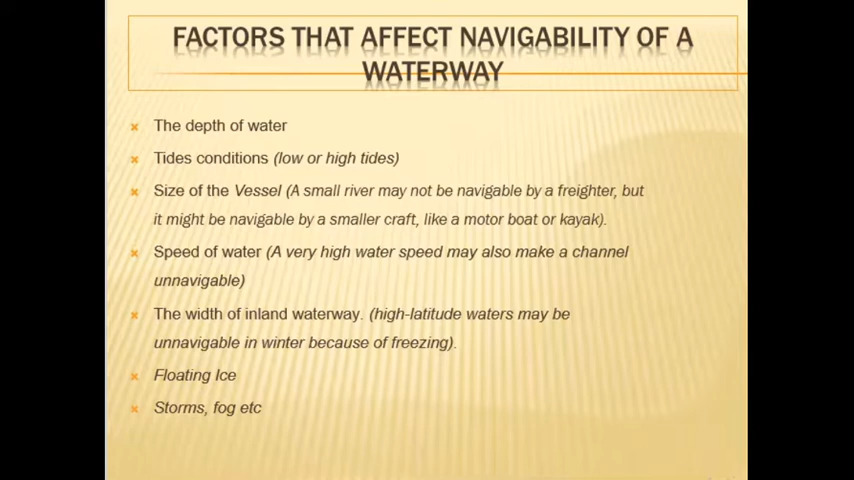 FACTORS THAT AFFECT NAVIGABILITY OF A
WATERWAY
The depth of water
Tides conditions (low or high tides)
Size of the Vessel (A small river may not be navigable by a freighter, but
it might be navigable by a smaller craft, like a motor boat or kayak).
Speed of water (A very high water speed may also make a channel
unnavigable)
The width of inland waterway. (high-latitude waters may be
unnavigable in winter because of freezing).
Floating Ice
Storms, fog etc